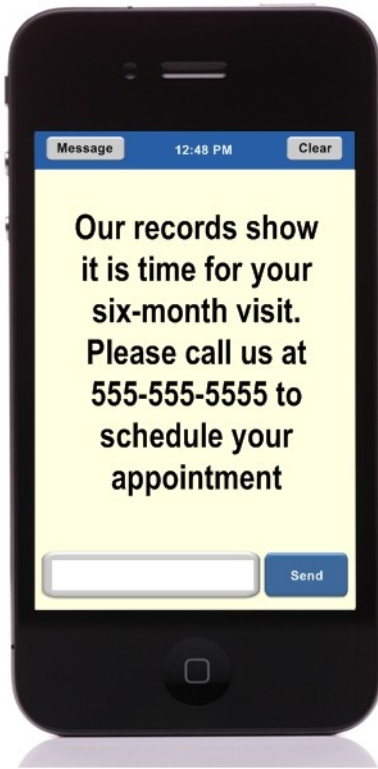 Message
12:48 PM
Clear
Our records show
it is time for your
six-month visit.
Please call us at
555-555-5555 to
schedule your
appointment
Send